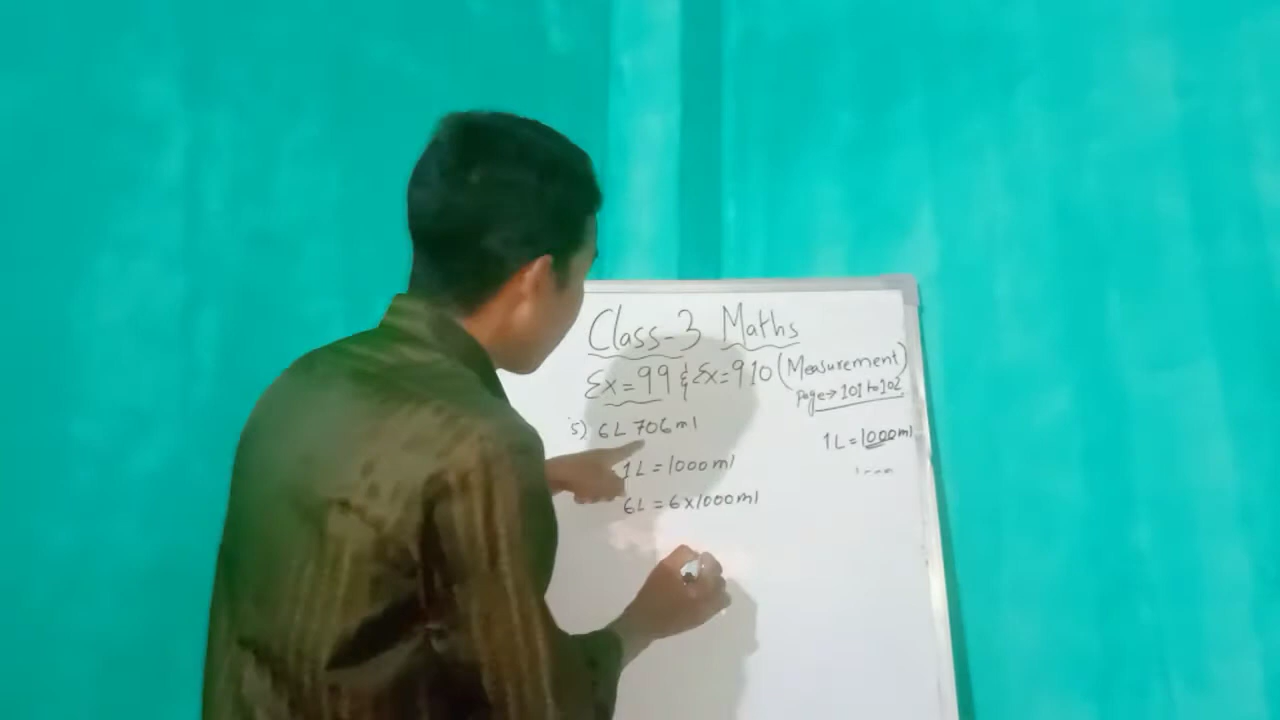 Class-3 Maths
Ex=99 & Ex=910 (Measurement)
Page→101 to 102
5) 6L 706ml
1L=1000ml
1L=1000ml
6L=6x1000ml